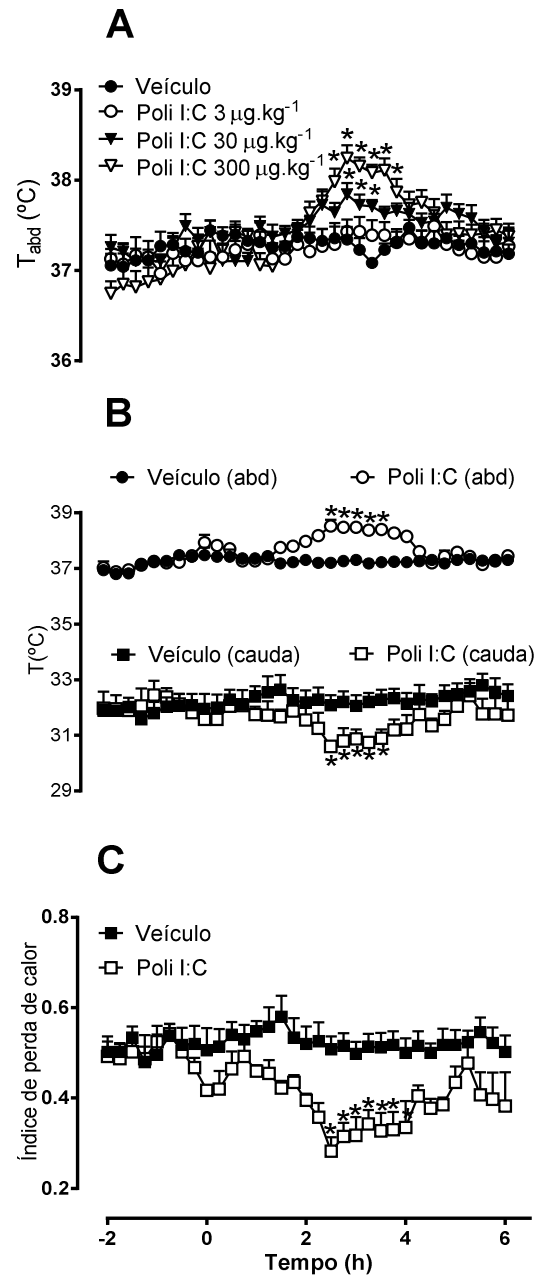 A
39
38
37
36
T_abd (ºC)
Veículo
Poli I:C 3 µg.kg⁻¹
Poli I:C 30 µg.kg⁻¹
Poli I:C 300 µg.kg⁻¹
* * * * * *
* * *
B
Veículo (abd)
Poli I:C (abd)
39
37
35
33
31
29
T(ºC)
*****
Veículo (cauda)
Poli I:C (cauda)
*****
C
0.8
0.6
0.4
0.2
Índice de perda de calor
Veículo
Poli I:C
*******
-2
0
2
4
6
Tempo (h)